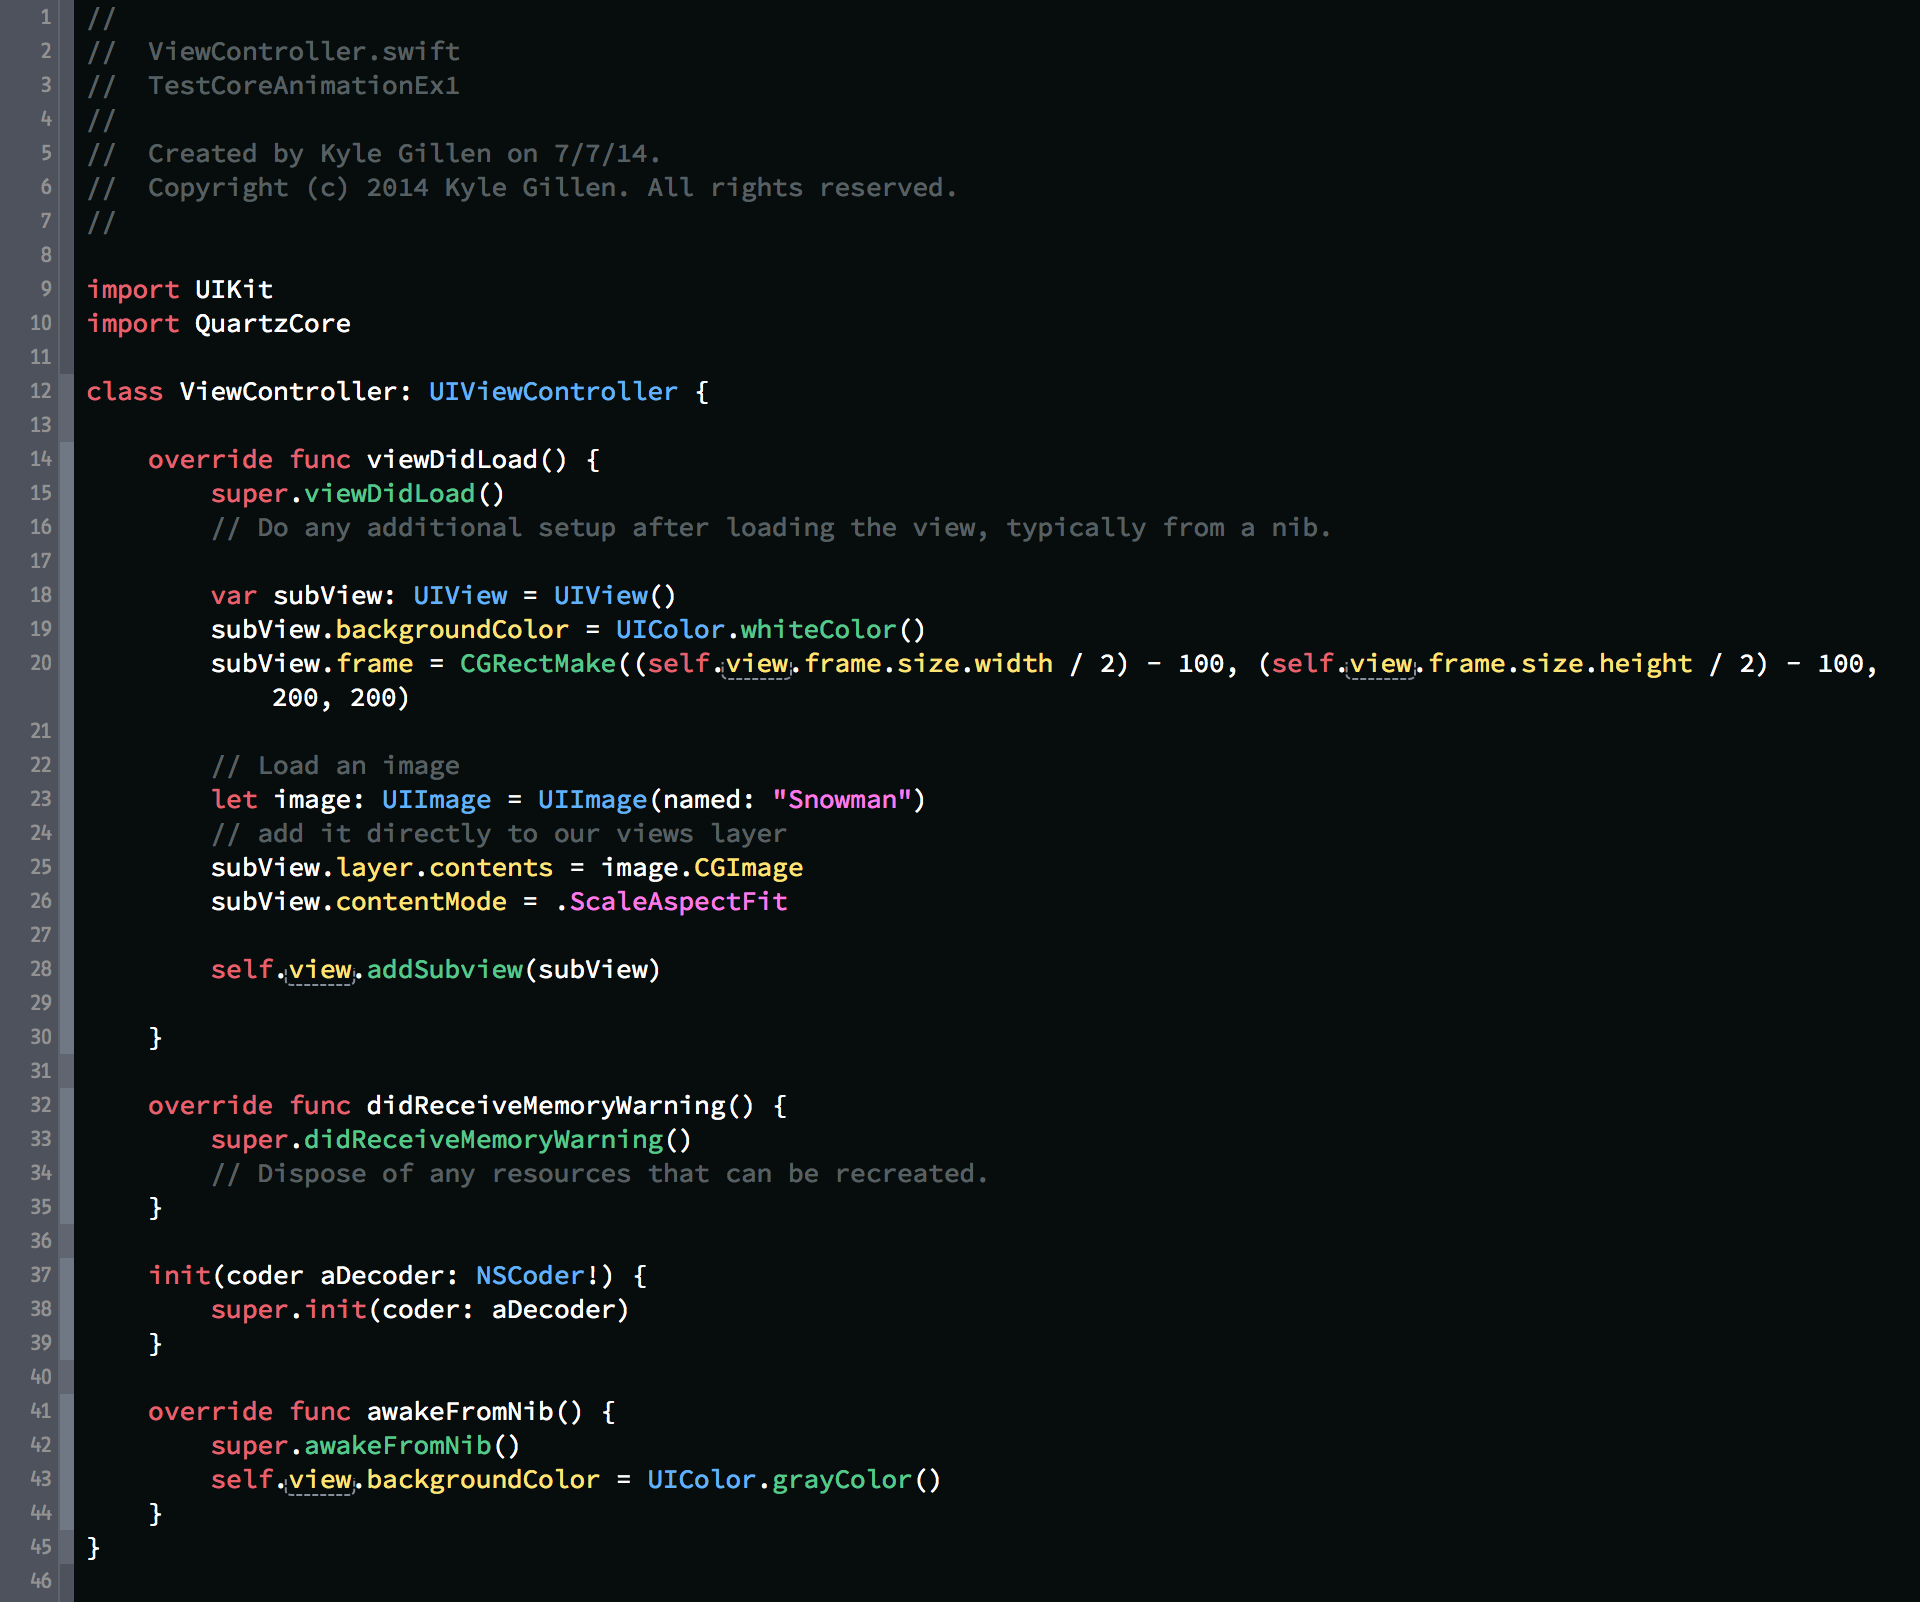 1 //
2 //  ViewController.swift
3 //  TestCoreAnimationEx1
4 //
5 //  Created by Kyle Gillen on 7/7/14.
6 //  Copyright (c) 2014 Kyle Gillen. All rights reserved.
7 //
8
9 import UIKit
10 import QuartzCore
11
12 class ViewController: UIViewController {
13
14     override func viewDidLoad() {
15         super.viewDidLoad()
16         // Do any additional setup after loading the view, typically from a nib.
17
18         var subView: UIView = UIView()
19         subView.backgroundColor = UIColor.whiteColor()
20         subView.frame = CGRectMake((self.view.frame.size.width / 2) - 100, (self.view.frame.size.height / 2) - 100,
            200, 200)
21
22         // Load an image
23         let image: UIImage = UIImage(named: "Snowman")
24         // add it directly to our views layer
25         subView.layer.contents = image.CGImage
26         subView.contentMode = .ScaleAspectFit
27
28         self.view.addSubview(subView)
29
30     }
31
32     override func didReceiveMemoryWarning() {
33         super.didReceiveMemoryWarning()
34         // Dispose of any resources that can be recreated.
35     }
36
37     init(coder aDecoder: NSCoder!) {
38         super.init(coder: aDecoder)
39     }
40
41     override func awakeFromNib() {
42         super.awakeFromNib()
43         self.view.backgroundColor = UIColor.grayColor()
44     }
45 }
46